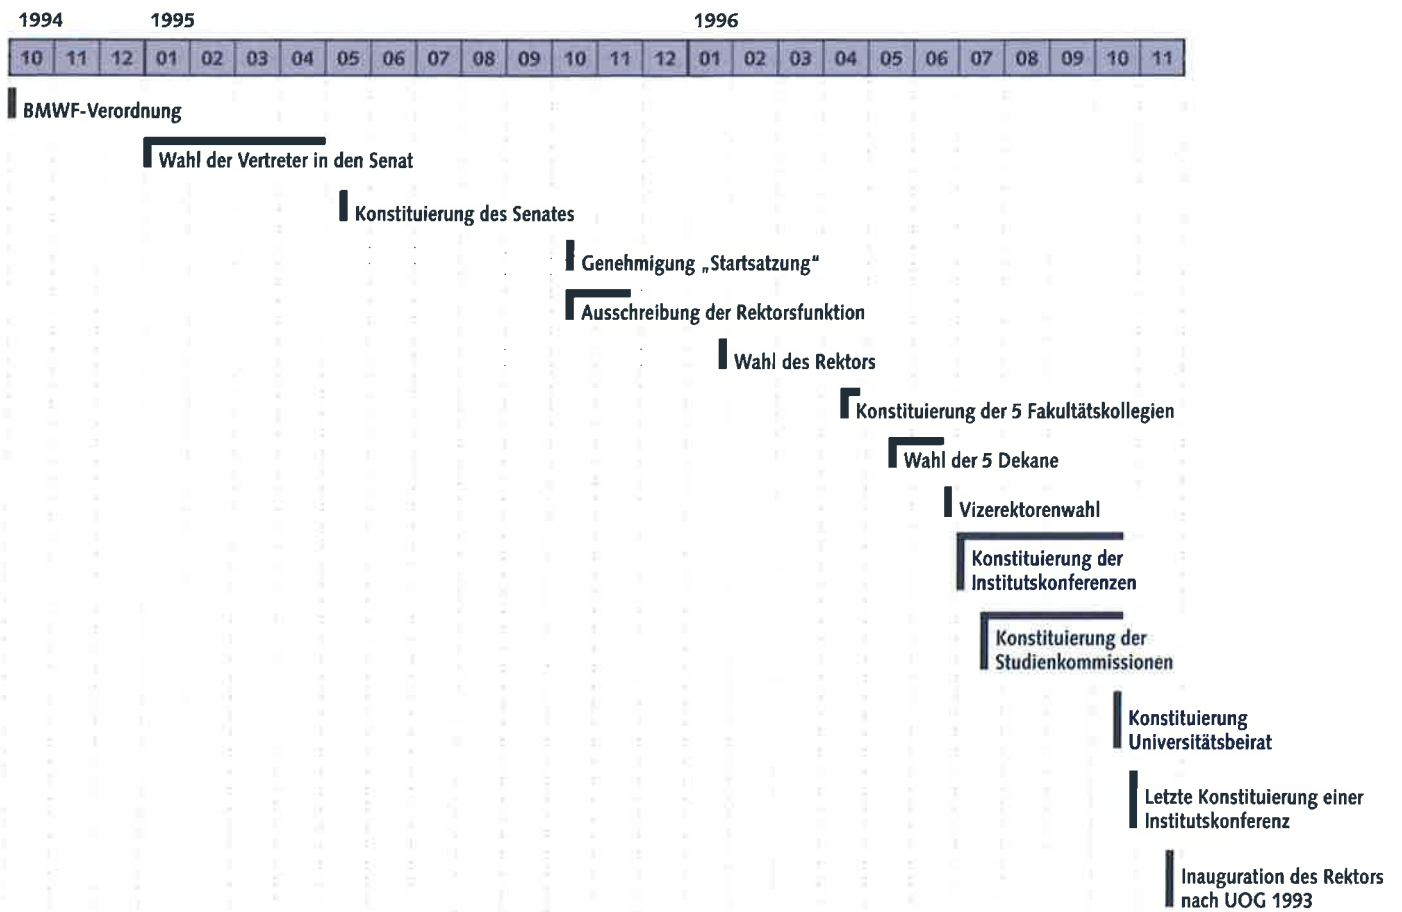 1994 1995 1996
10 11 12 01 02 03 04 05 06 07 08 09 10 11 12 01 02 03 04 05 06 07 08 09 10 11
BMWF-Verordnung
Wahl der Vertreter in den Senat
Konstituierung des Senates
Genehmigung „Startsatzung“
Ausschreibung der Rektorsfunktion
Wahl des Rektors
Konstituierung der 5 Fakultätskollegien
Wahl der 5 Dekane
Vizerektorenwahl
Konstituierung der
Institutskonferenzen
Konstituierung der
Studienkommissionen
Konstituierung
Universitätsbeirat
Letzte Konstituierung einer
Institutskonferenz
Inauguration des Rektors
nach UOG 1993